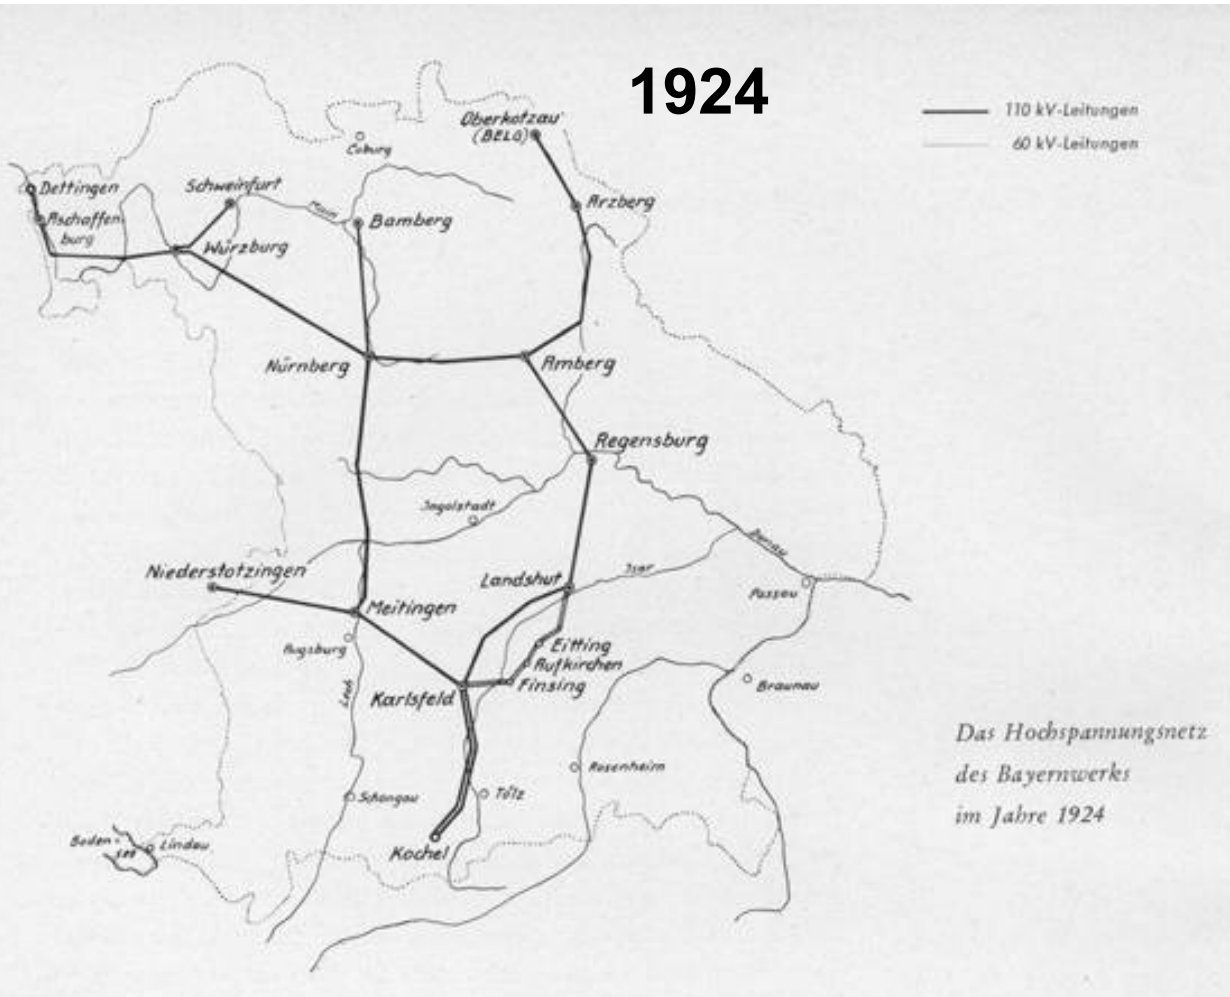 1924
110 kV-Leitungen
60 kV-Leitungen
Oberkotzau
(BELG)
Coburg
Dettingen
Schweinfurt
Arzberg
Main
Aschaffen-
burg
Bamberg
Würzburg
Nürnberg
Amberg
Regensburg
Ingolstadt
Donau
Niederstotzingen
Landshut
Isar
Passau
Meitingen
Augsburg
Eitting
Aufkirchen
Finsing
Karlsfeld
Lech
Braunau
Das Hochspannungsnetz
des Bayernwerks
im Jahre 1924
Rosenheim
Schongau
Tölz
Boden-
see
Lindau
Kochel